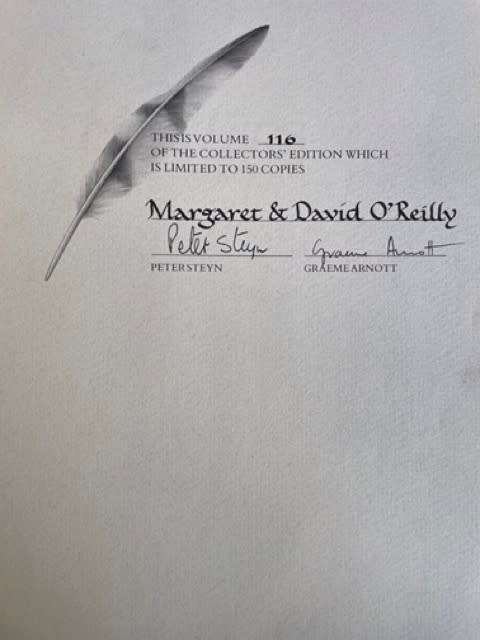 THIS IS VOLUME 116
OF THE COLLECTORS' EDITION WHICH
IS LIMITED TO 150 COPIES
Margaret & David O'Reilly
Peter Steyn Graeme Arnott
PETER STEYN GRAEME ARNOTT